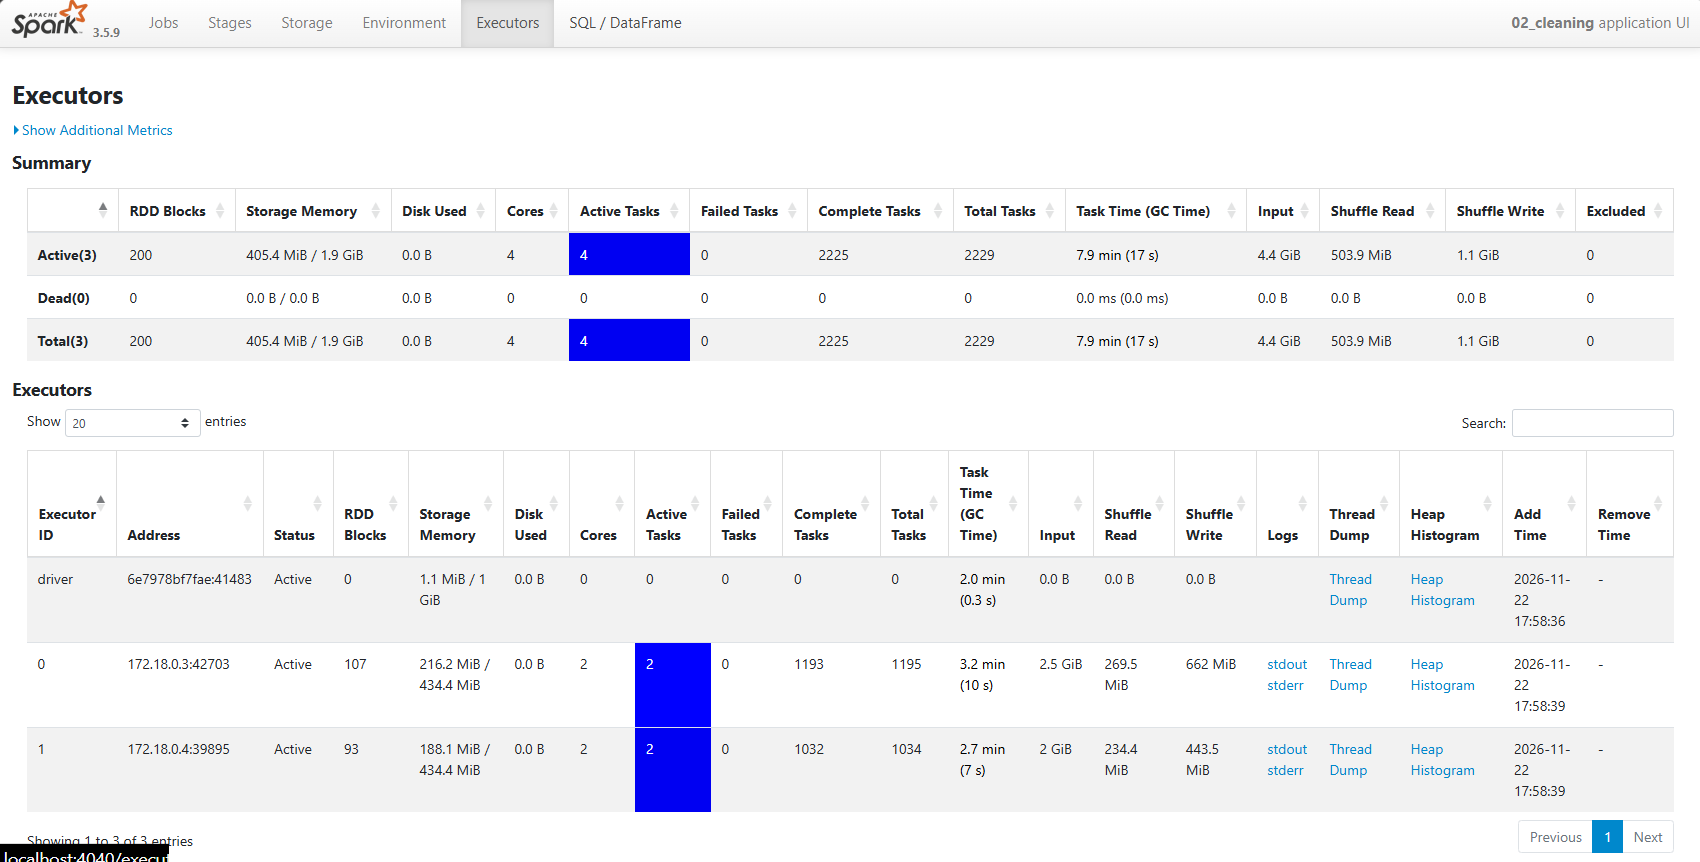 APACHE
Spark 3.5.9 Jobs Stages Storage Environment Executors SQL / DataFrame 02_cleaning application UI
Executors
Show Additional Metrics
Summary
RDD Blocks Storage Memory Disk Used Cores Active Tasks Failed Tasks Complete Tasks Total Tasks Task Time (GC Time) Input Shuffle Read Shuffle Write Excluded
Active(3) 200 405.4 MiB / 1.9 GiB 0.0 B 4 4 0 2225 2229 7.9 min (17 s) 4.4 GiB 503.9 MiB 1.1 GiB 0
Dead(0) 0 0.0 B / 0.0 B 0.0 B 0 0 0 0 0 0.0 ms (0.0 ms) 0.0 B 0.0 B 0.0 B 0
Total(3) 200 405.4 MiB / 1.9 GiB 0.0 B 4 4 0 2225 2229 7.9 min (17 s) 4.4 GiB 503.9 MiB 1.1 GiB 0
Executors
Show 20 entries Search:
Task
Time
Executor RDD Storage Disk Active Failed Complete Total (GC Shuffle Shuffle Thread Heap Add Remove
ID Address Status Blocks Memory Used Cores Tasks Tasks Tasks Tasks Time) Input Read Write Logs Dump Histogram Time Time
driver 6e7978bf7fae:41483 Active 0 1.1 MiB / 1 0.0 B 0 0 0 0 0 2.0 min 0.0 B 0.0 B 0.0 B Thread Heap 2026-11- -
GiB (0.3 s) Dump Histogram 22
17:58:36
0 172.18.0.3:42703 Active 107 216.2 MiB / 0.0 B 2 2 0 1193 1195 3.2 min 2.5 GiB 269.5 662 MiB stdout Thread Heap 2026-11- -
434.4 MiB (10 s) MiB stderr Dump Histogram 22
17:58:39
1 172.18.0.4:39895 Active 93 188.1 MiB / 0.0 B 2 2 0 1032 1034 2.7 min 2 GiB 234.4 443.5 stdout Thread Heap 2026-11- -
434.4 MiB (7 s) MiB MiB stderr Dump Histogram 22
17:58:39
Showing 1 to 3 of 3 entries Previous 1 Next
localhost:4040/execut